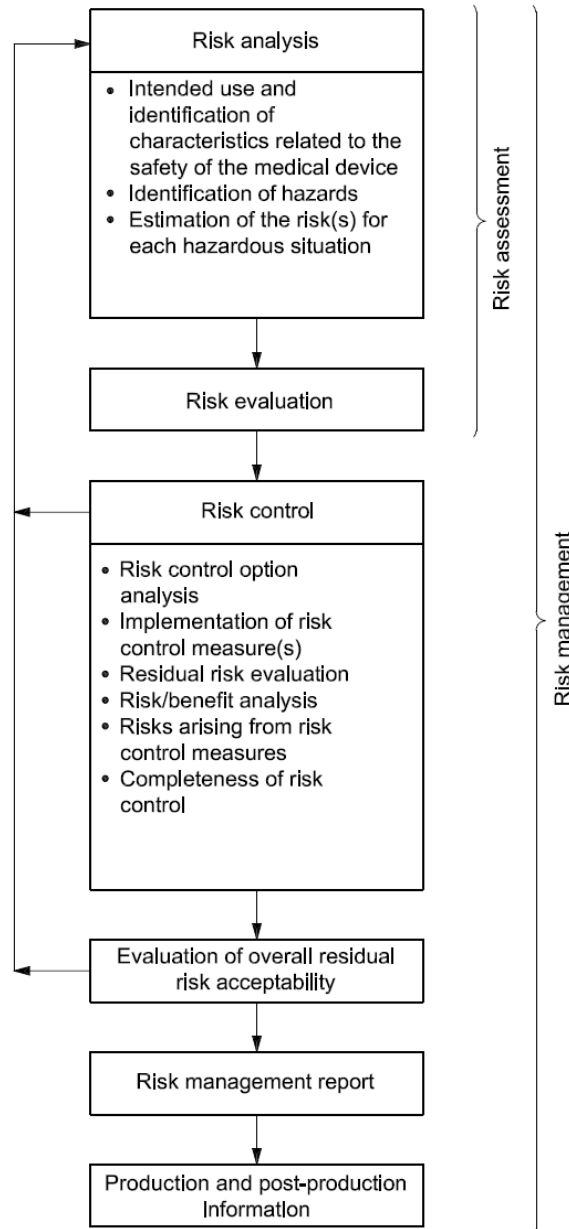 Risk analysis
• Intended use and
identification of
characteristics related to the
safety of the medical device
• Identification of hazards
• Estimation of the risk(s) for
each hazardous situation
Risk assessment
Risk evaluation
Risk control
• Risk control option
analysis
• Implementation of risk
control measure(s)
• Residual risk evaluation
• Risk/benefit analysis
• Risks arising from risk
control measures
• Completeness of risk
control
Risk management
Evaluation of overall residual
risk acceptability
Risk management report
Production and post-production
Information